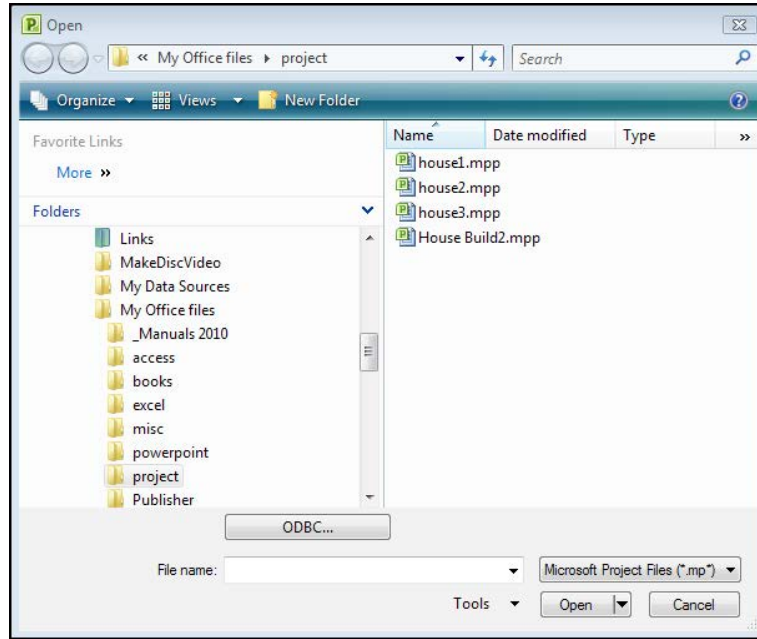 Open
« My Office files ▸ project
Search
Organize
Views
New Folder
Favorite Links
More »
Folders
Links
MakeDiscVideo
My Data Sources
My Office files
_Manuals 2010
access
books
excel
misc
powerpoint
project
Publisher
Name Date modified Type »
house1.mpp
house2.mpp
house3.mpp
House Build2.mpp
ODBC...
File name:
Microsoft Project Files (*.mp*)
Tools
Open
Cancel